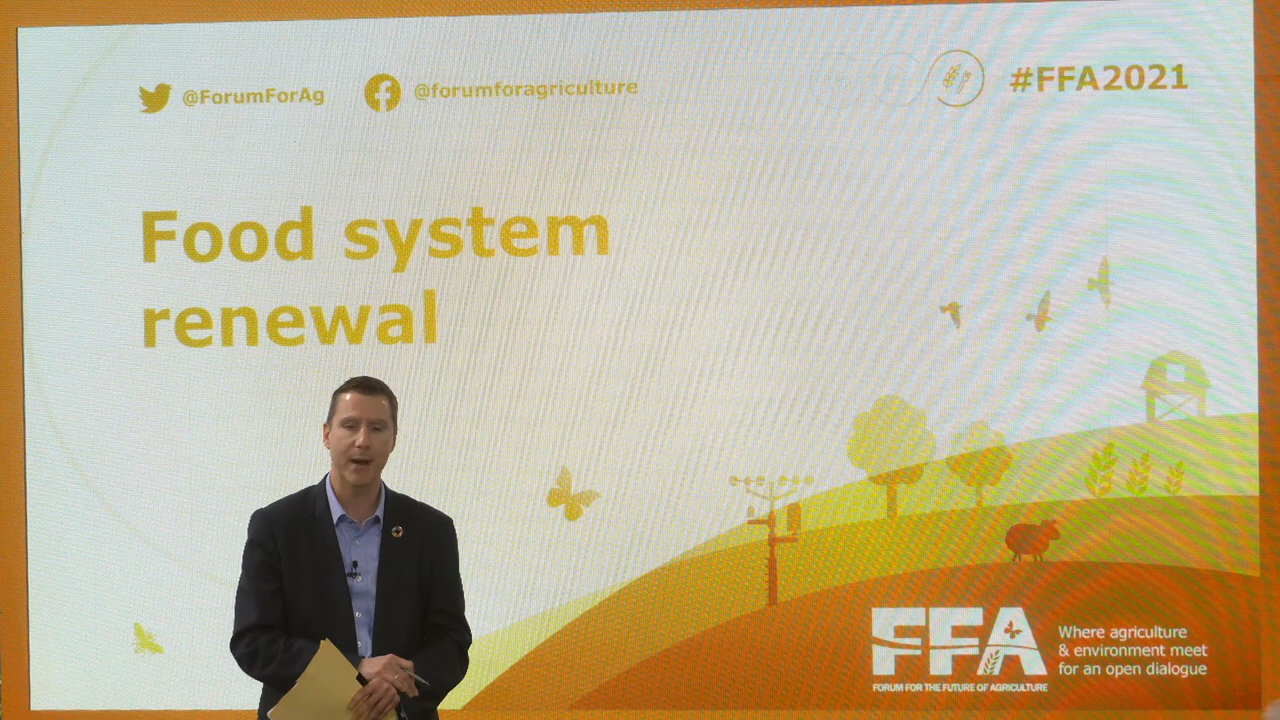 @ForumForAg
@forumforagriculture
#FFA2021
Food system
renewal
FFA
FORUM FOR THE FUTURE OF AGRICULTURE
Where agriculture
& environment meet
for an open dialogue